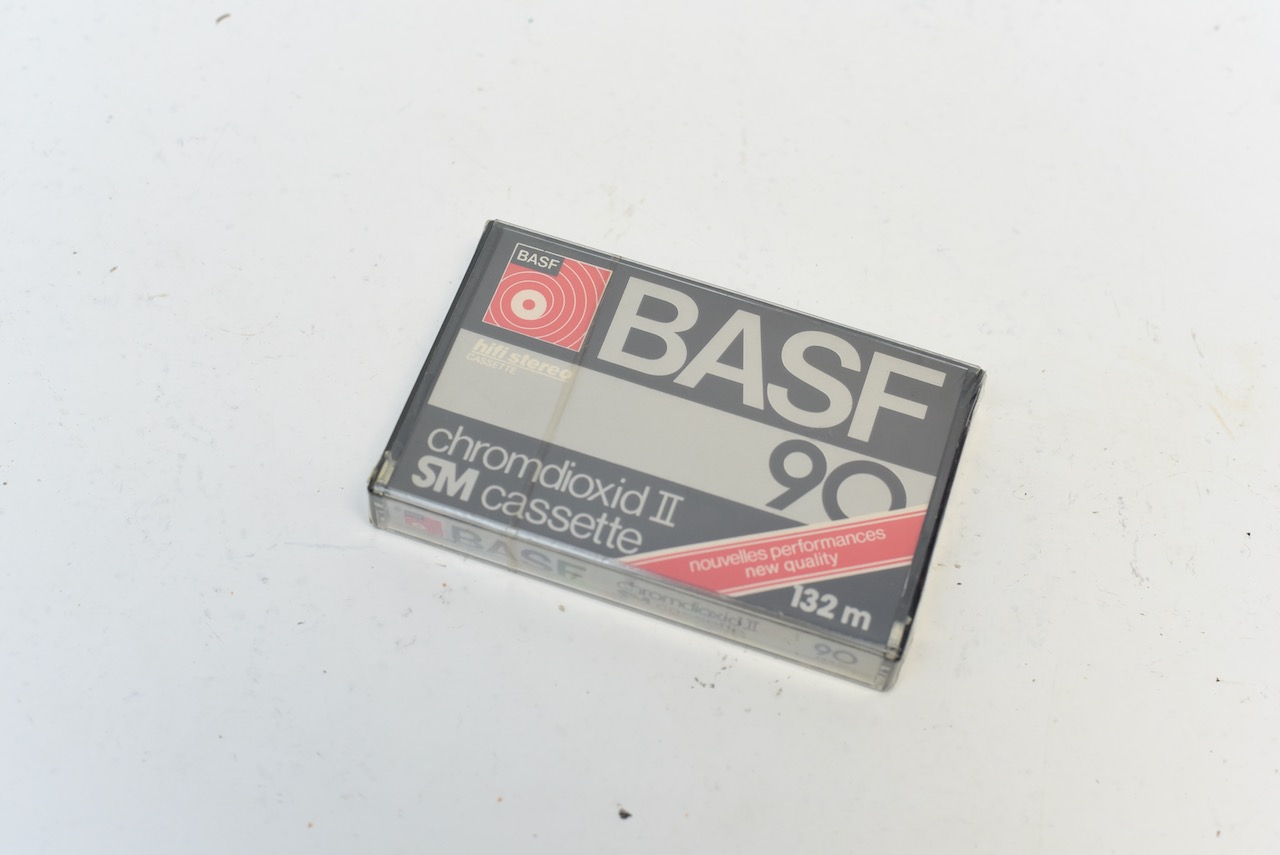 BASF
BASF
hifi stereo
CASSETTE
90
chromdioxid II
SM cassette
nouvelles performances
new quality
132 m
BASF
chromdioxid II
90